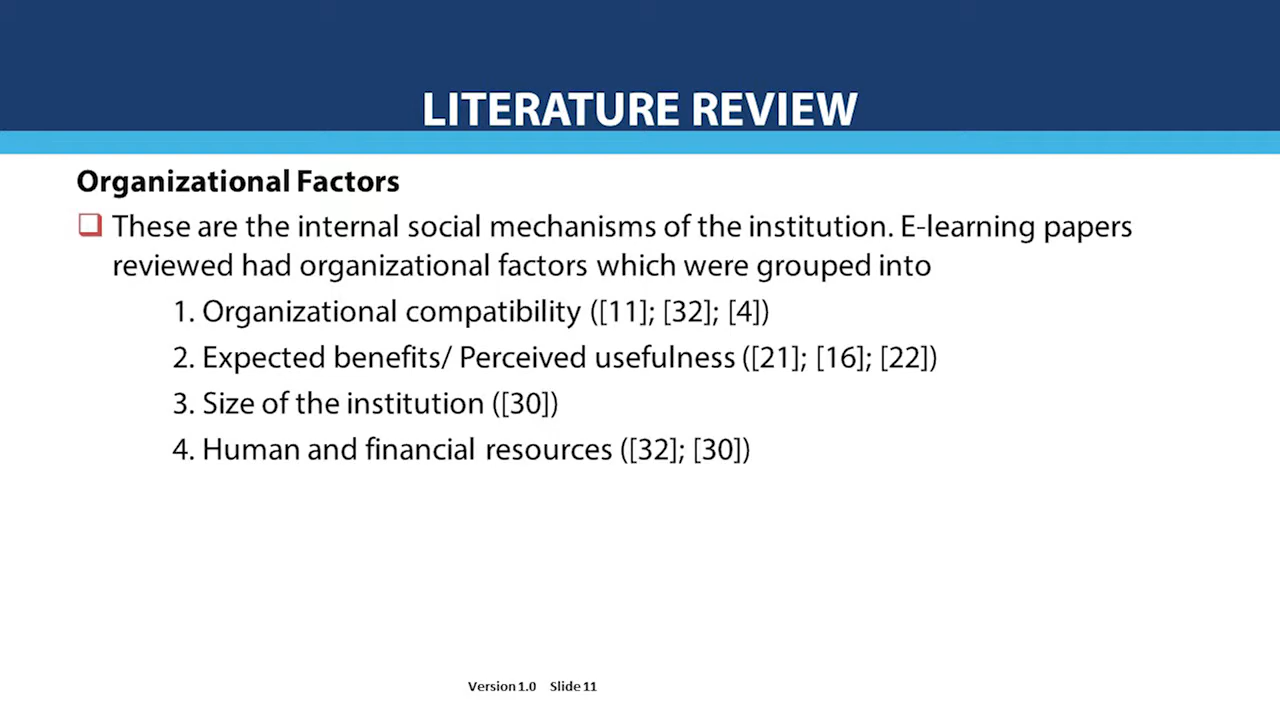 LITERATURE REVIEW
Organizational Factors
These are the internal social mechanisms of the institution. E-learning papers
reviewed had organizational factors which were grouped into
1. Organizational compatibility ([11]; [32]; [4])
2. Expected benefits/ Perceived usefulness ([21]; [16]; [22])
3. Size of the institution ([30])
4. Human and financial resources ([32]; [30])
Version 1.0 Slide 11